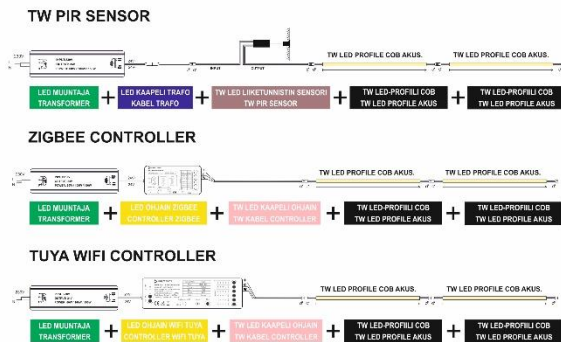 TW PIR SENSOR
230V
24V
INPUT
OUTPUT
TW LED PROFILE COB AKUS.
TW LED PROFILE COB AKUS.
LED MUUNTAJA
TRANSFORMER
+
LED KAAPELI TRAFO
KABEL TRAFO
+
TW LED LIIKETUNNISTIN SENSORI
TW PIR SENSOR
+
TW LED-PROFIILI COB
TW LED PROFILE AKUS
+
TW LED-PROFIILI COB
TW LED PROFILE AKUS
ZIGBEE CONTROLLER
230V
24V
TW LED PROFILE COB AKUS.
TW LED PROFILE COB AKUS.
LED MUUNTAJA
TRANSFORMER
+
LED OHJAIN ZIGBEE
CONTROLLER ZIGBEE
+
TW LED KAAPELI OHJAIN
TW KABEL CONTROLLER
+
TW LED-PROFIILI COB
TW LED PROFILE AKUS
+
TW LED-PROFIILI COB
TW LED PROFILE AKUS
TUYA WIFI CONTROLLER
24V
TW LED PROFILE COB AKUS.
TW LED PROFILE COB AKUS.
LED MUUNTAJA
TRANSFORMER
+
LED OHJAIN WIFI TUYA
CONTROLLER WIFI TUYA
+
TW LED KAAPELI OHJAIN
TW KABEL CONTROLLER
+
TW LED-PROFIILI COB
TW LED PROFILE AKUS
+
TW LED-PROFIILI COB
TW LED PROFILE AKUS